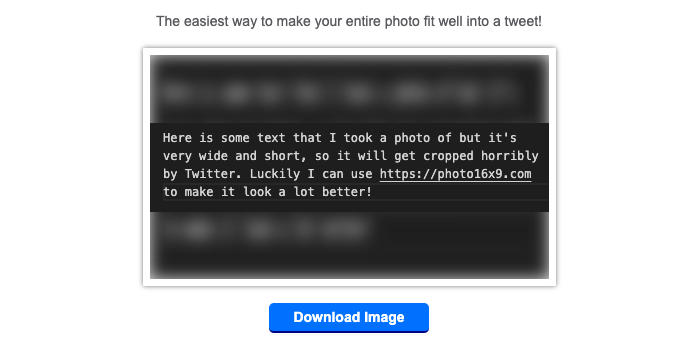 The easiest way to make your entire photo fit well into a tweet!
Here is some text that I took a photo of but it's
very wide and short, so it will get cropped horribly
by Twitter. Luckily I can use https://photo16x9.com
to make it look a lot better!
Download Image